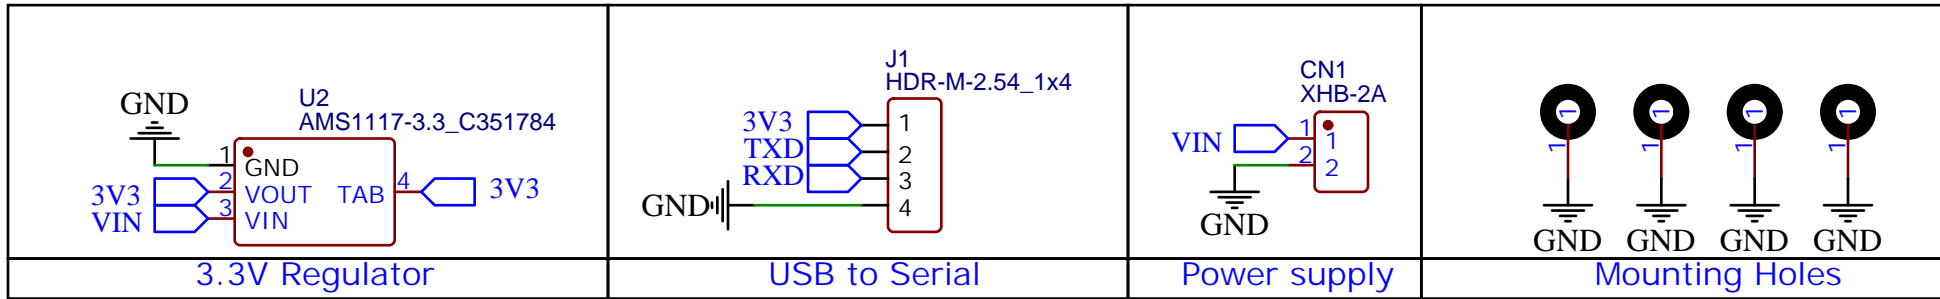 GND
U2
AMS1117-3.3_C351784
1
GND
3V3
2
VOUT
TAB
4
3V3
VIN
3
VIN
3.3V Regulator
J1
HDR-M-2.54_1x4
3V3
1
TXD
2
RXD
3
GND
4
USB to Serial
CN1
XHB-2A
VIN
1
1
2
2
GND
Power supply
1
1
1
1
1
1
1
1
GND
GND
GND
GND
Mounting Holes